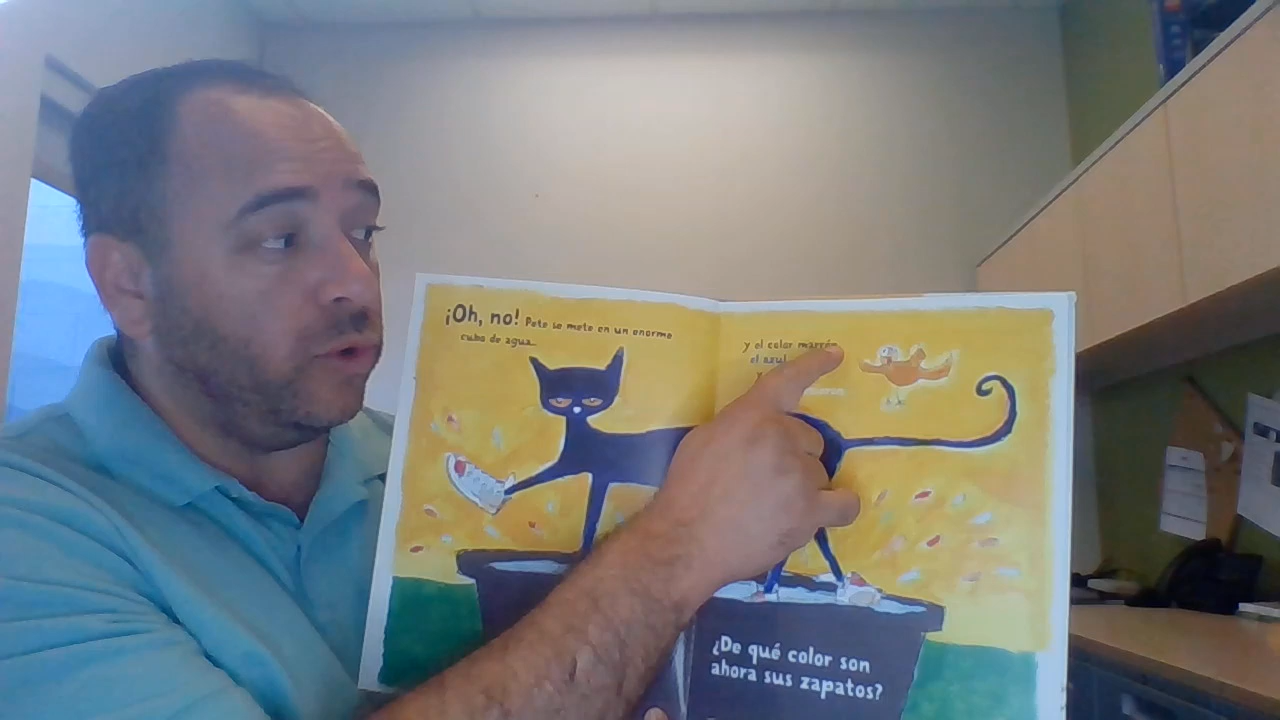 ¡Oh, no! Pete se mete en un enorme
cubo de agua...
y el color marrón,
el azul
¿De qué color son
ahora sus zapatos?